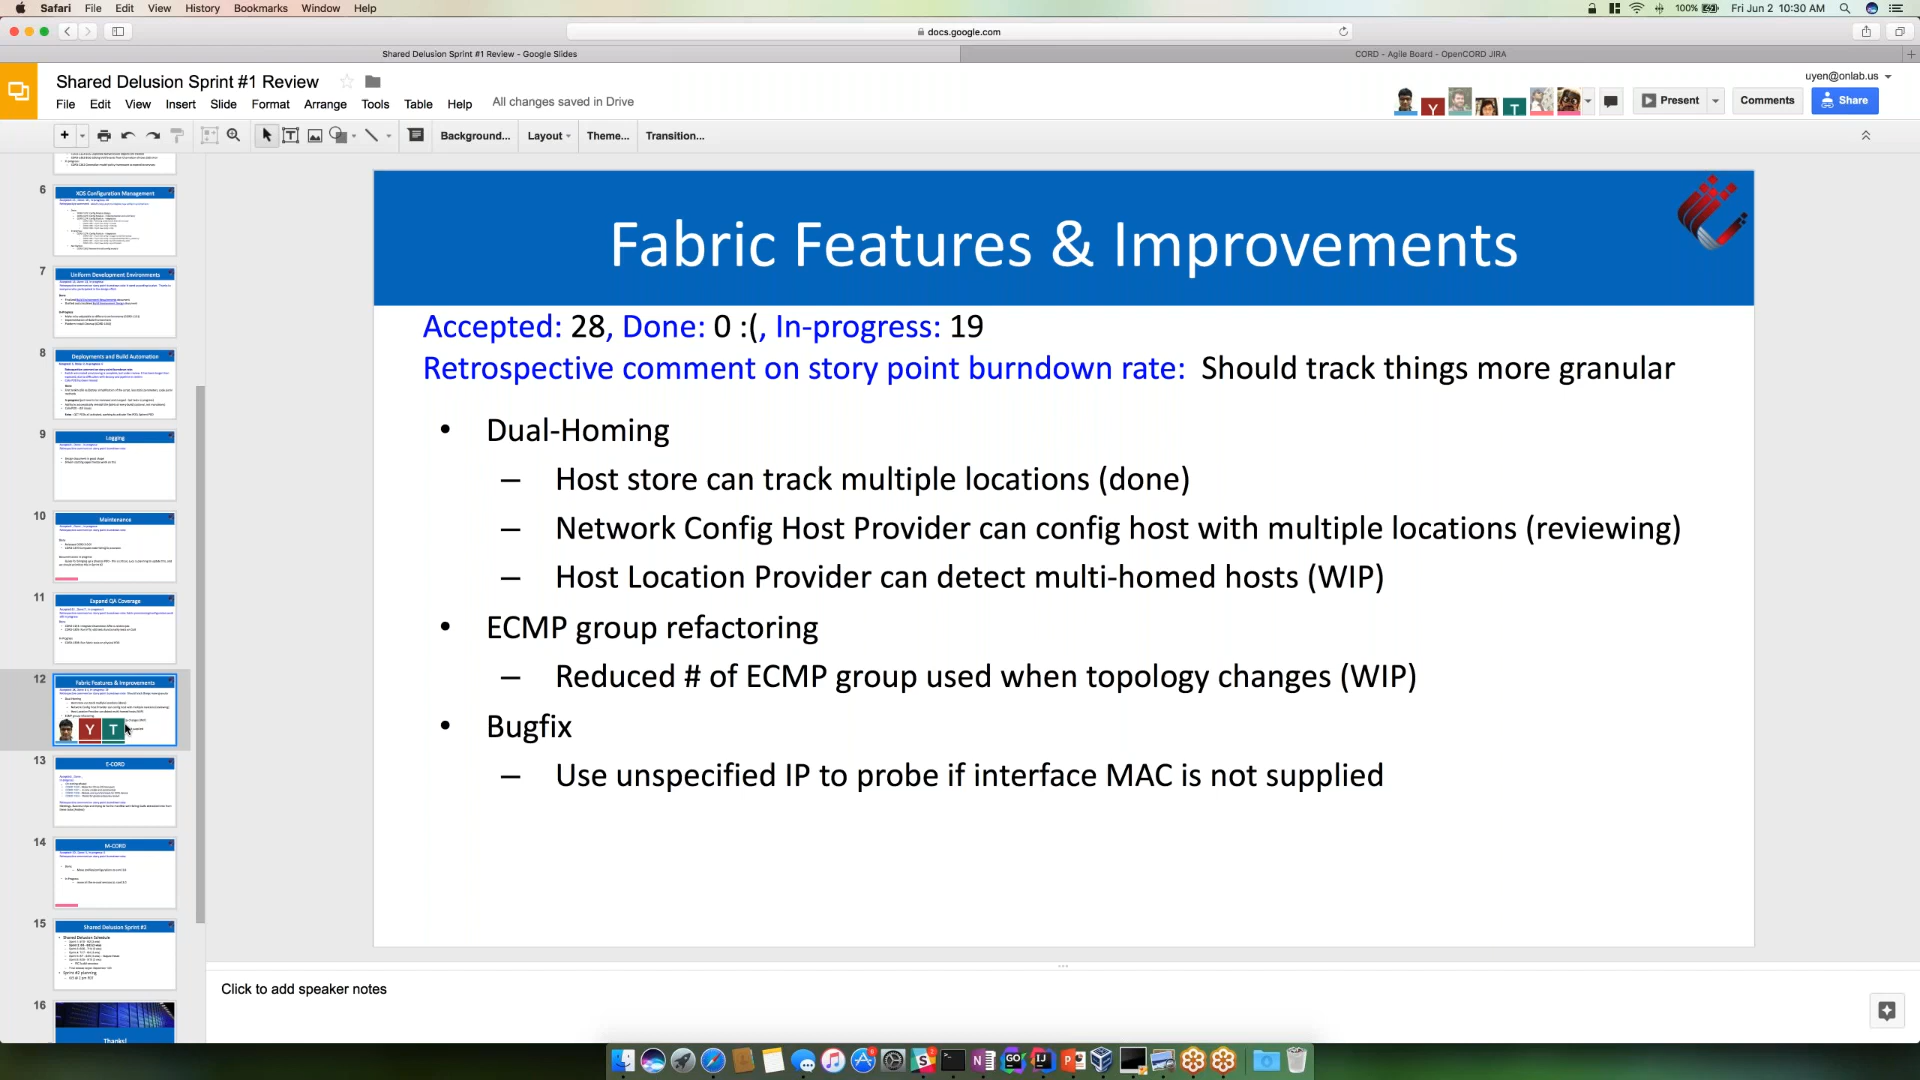 Safari File Edit View History Bookmarks Window Help
100% Fri Jun 2 10:30 AM
docs.google.com
Shared Delusion Sprint #1 Review - Google Slides
CORD - Agile Board - OpenCORD JIRA
Shared Delusion Sprint #1 Review
uyen@onlab.us
File Edit View Insert Slide Format Arrange Tools Table Help All changes saved in Drive
Y T Present Comments Share
Background... Layout Theme... Transition...
Fabric Features & Improvements
Accepted: 28, Done: 0 :(, In-progress: 19
Retrospective comment on story point burndown rate: Should track things more granular
• Dual-Homing
– Host store can track multiple locations (done)
– Network Config Host Provider can config host with multiple locations (reviewing)
– Host Location Provider can detect multi-homed hosts (WIP)
• ECMP group refactoring
– Reduced # of ECMP group used when topology changes (WIP)
• Bugfix
– Use unspecified IP to probe if interface MAC is not supplied
Click to add speaker notes
6 XOS Configuration Management
7 Uniform Development Environments
8 Deployments and Build Automation
9 Logging
10 Maintenance
11 Expand QA Coverage
12 Fabric Features & Improvements
Y T
13 E-CORD
14 M-CORD
15 Shared Delusion Sprint #2
16 Thanks!